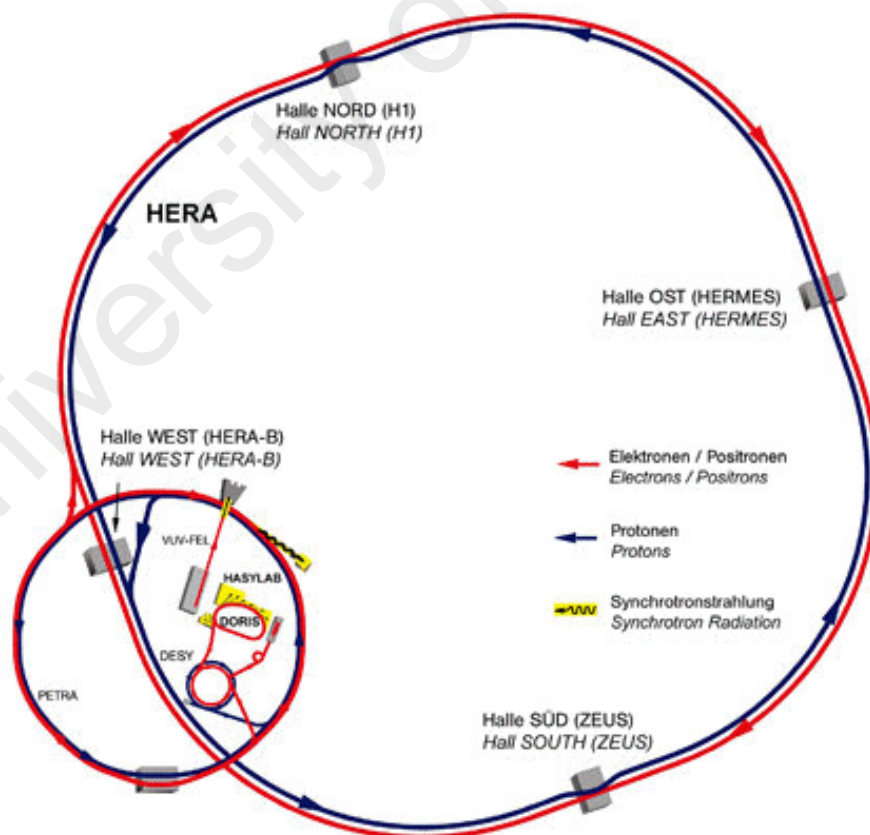 University of
Halle NORD (H1)
Hall NORTH (H1)
HERA
Halle OST (HERMES)
Hall EAST (HERMES)
Halle WEST (HERA-B)
Hall WEST (HERA-B)
Elektronen / Positronen
Electrons / Positrons
Protonen
Protons
VUV-FEL
HASYLAB
DORIS
Synchrotronstrahlung
Synchrotron Radiation
DESY
PETRA
Halle SÜD (ZEUS)
Hall SOUTH (ZEUS)